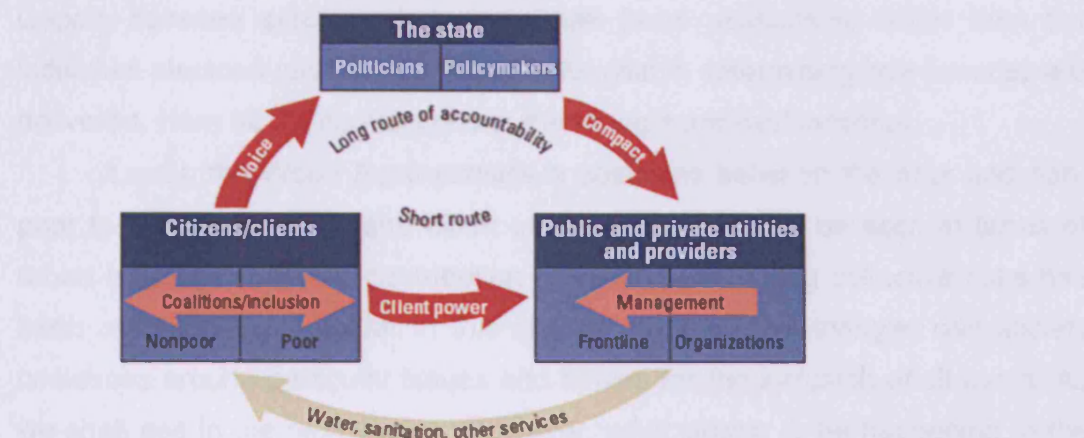 The state
Politicians Policymakers
Long route of accountability
Voice
Compact
Short route
Citizens/clients
Public and private utilities
and providers
Coalitions/inclusion
Client power
Management
Nonpoor Poor
Frontline Organizations
Water, sanitation, other services